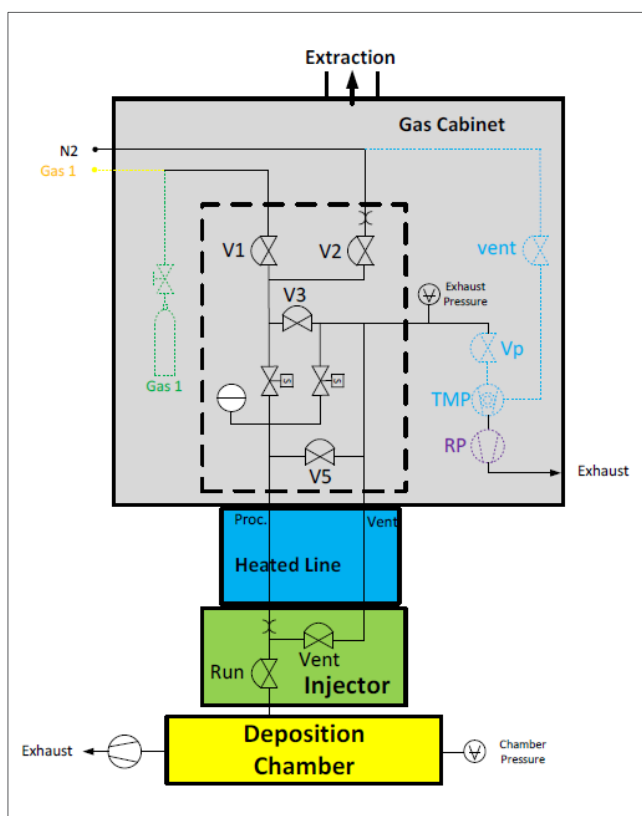 Extraction
Gas Cabinet
N2
Gas 1
V1
V2
vent
V3
Exhaust
Pressure
Vp
S
S
Gas 1
TMP
RP
V5
Exhaust
Proc.
Vent
Heated Line
Run
Vent
Injector
Exhaust
Deposition
Chamber
Chamber
Pressure